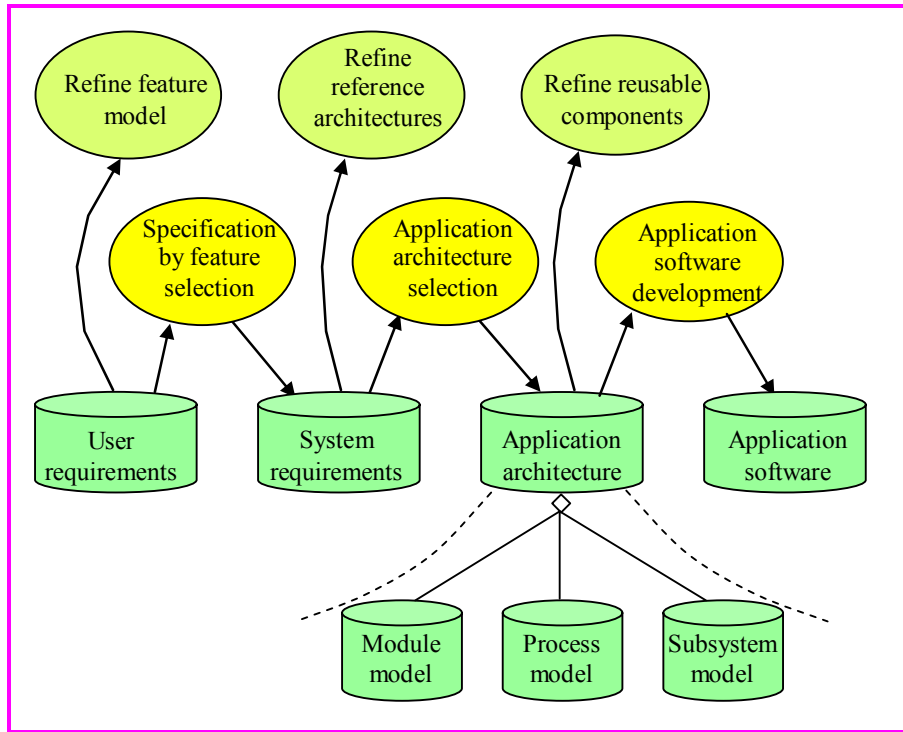 Refine feature
model
Refine
reference
architectures
Refine reusable
components
Specification
by feature
selection
Application
architecture
selection
Application
software
development
User
requirements
System
requirements
Application
architecture
Application
software
Module
model
Process
model
Subsystem
model